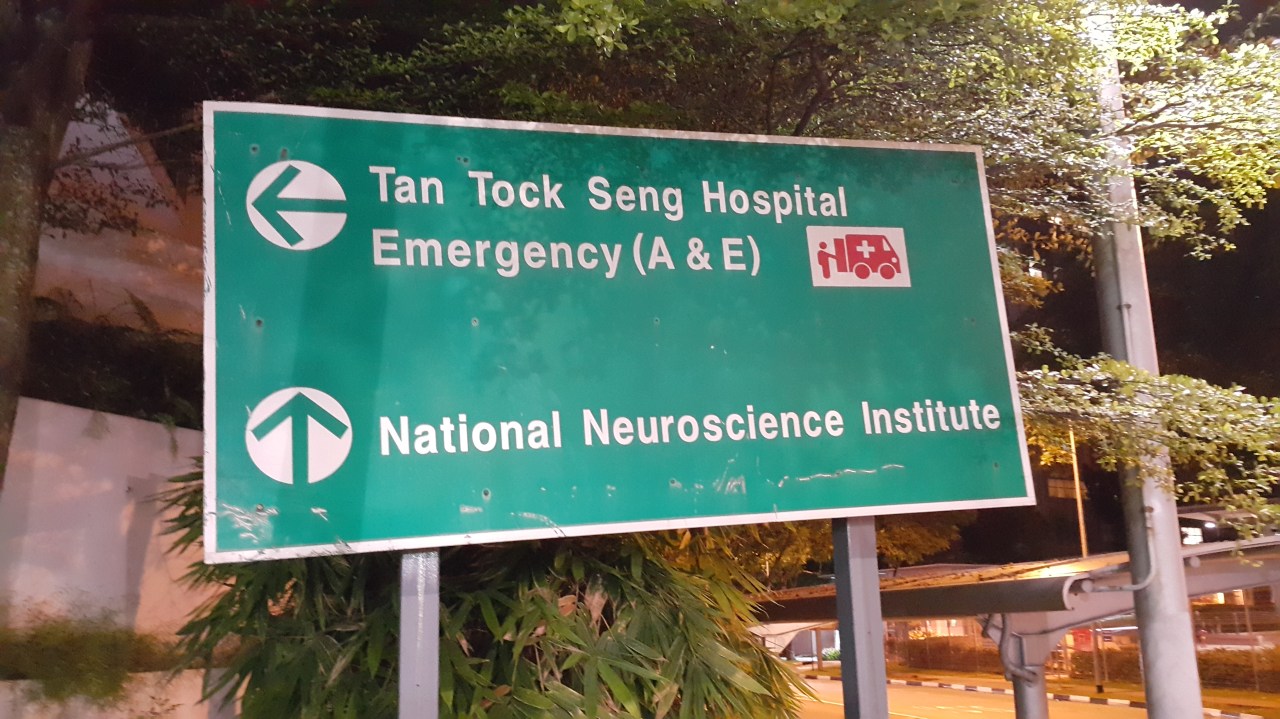 Tan Tock Seng Hospital
Emergency (A & E)
National Neuroscience Institute